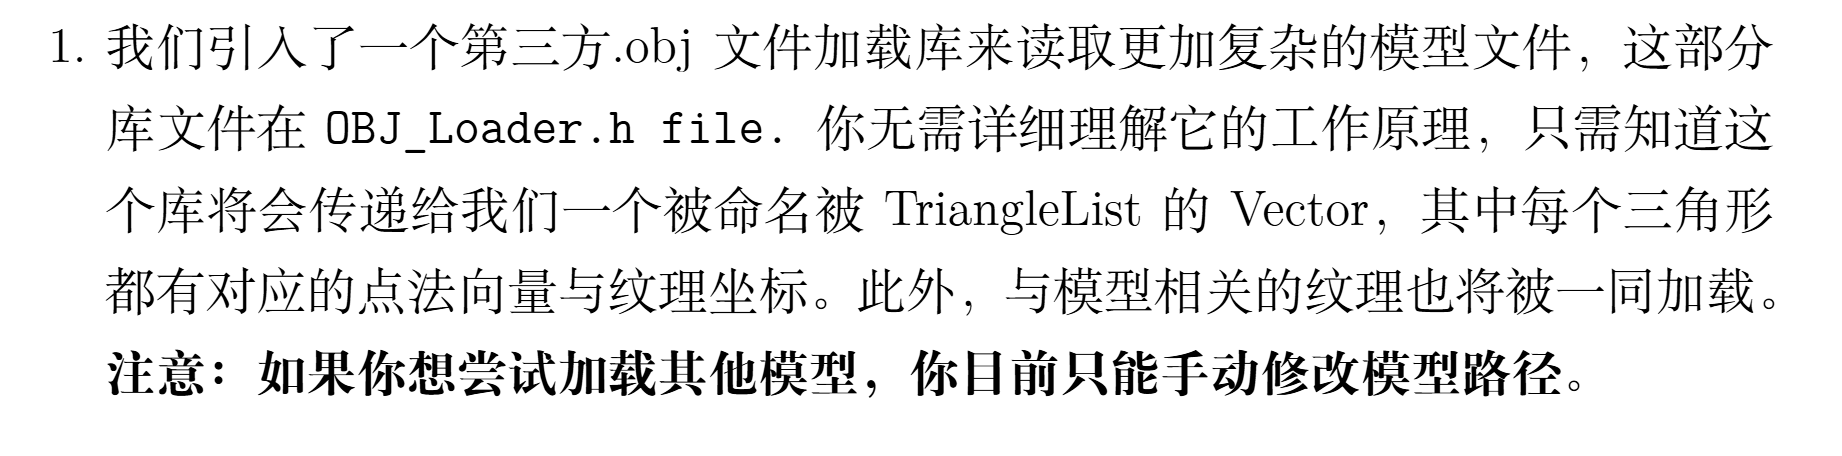 1. 我们引入了一个第三方.obj 文件加载库来读取更加复杂的模型文件，这部分
库文件在 OBJ_Loader.h file. 你无需详细理解它的工作原理，只需知道这
个库将会传递给我们一个被命名被 TriangleList 的 Vector，其中每个三角形
都有对应的点法向量与纹理坐标。此外，与模型相关的纹理也将被一同加载。
注意：如果你想尝试加载其他模型，你目前只能手动修改模型路径。